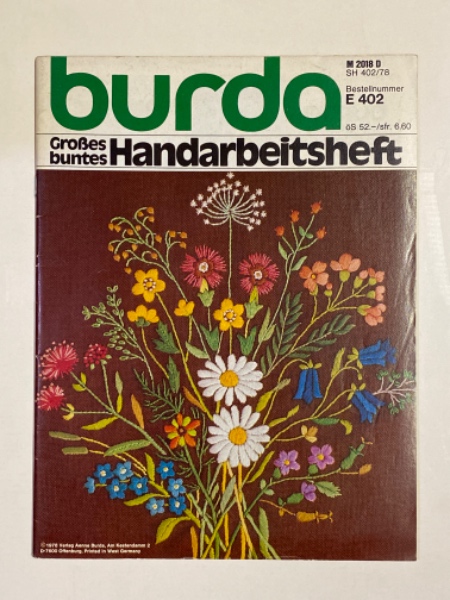 burda
M 2018 D
SH 402/78
Bestellnummer
E 402
öS 52.–/sfr. 6,60
Großes
buntes
Handarbeitsheft
© 1978 Verlag Aenne Burda, Am Kestendamm 2
D-7600 Offenburg. Printed in West Germany